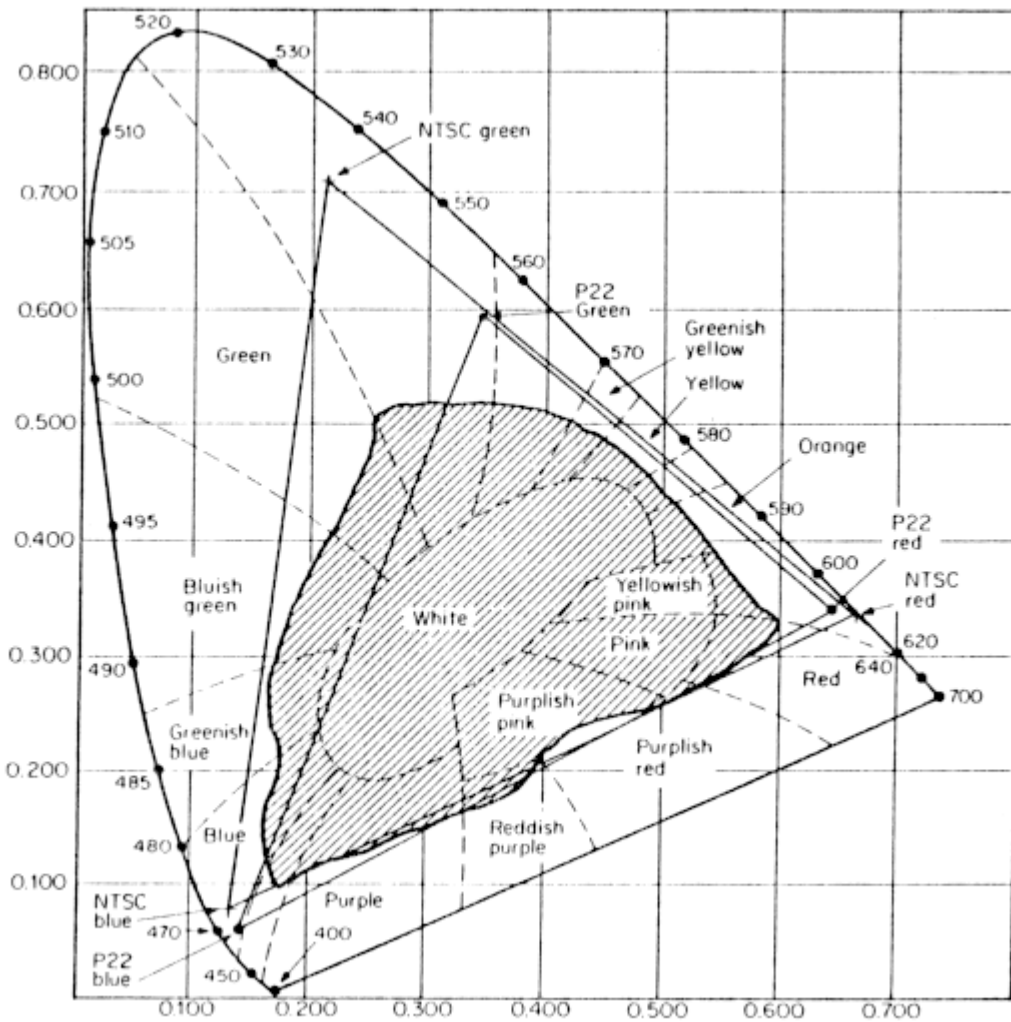 520
530
0.800
540
NTSC green
510
0.700
550
505
560
P22
Green
0.600
Greenish
yellow
Green
570
500
Yellow
0.500
580
Orange
495
590
P22
red
0.400
600
NTSC
red
Bluish
green
Yellowish
pink
White
620
Pink
0.300
490
640
Red
700
Greenish
blue
Purplish
pink
Purplish
red
0.200
485
480
Blue
Reddish
purple
0.100
NTSC
blue
Purple
400
470
P22
blue
450
0.100
0.200
0.300
0.400
0.500
0.600
0.700